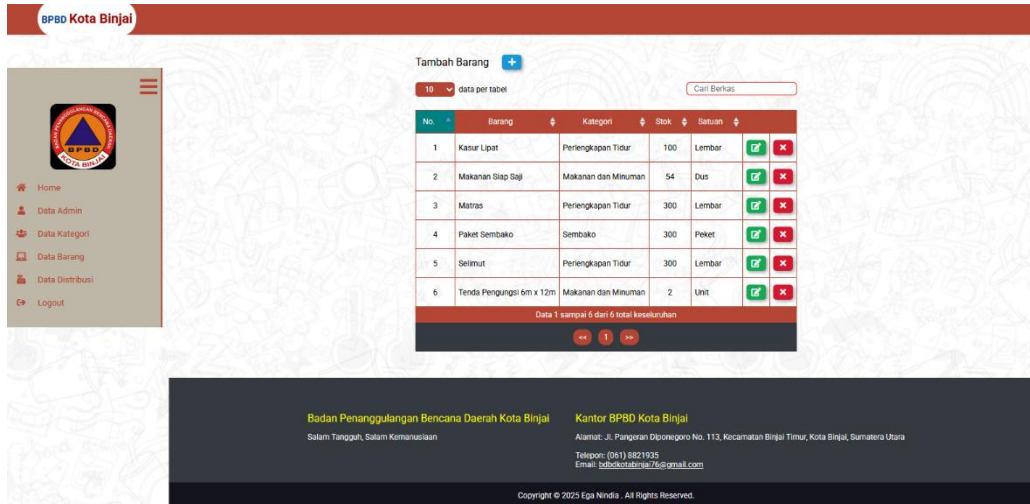 BPBD Kota Binjai
Tambah Barang +
10 data per tabel
Cari Berkas
No. Barang Kategori Stok Satuan
1 Kasur Lipat Perlengkapan Tidur 100 Lembar
2 Makanan Siap Saji Makanan dan Minuman 54 Dus
3 Matras Perlengkapan Tidur 300 Lembar
4 Paket Sembako Sembako 300 Peket
5 Selimut Perlengkapan Tidur 300 Lembar
6 Tenda Pengungsi 6m x 12m Makanan dan Minuman 2 Unit
Data 1 sampai 6 dari 6 total keseluruhan
<< 1 >>
BPBD
KOTA BINJAI
Home
Data Admin
Data Kategori
Data Barang
Data Distribusi
Logout
Badan Penanggulangan Bencana Daerah Kota Binjai
Salam Tangguh, Salam Kemanusiaan
Kantor BPBD Kota Binjai
Alamat: Jl. Pangeran Diponegoro No. 113, Kecamatan Binjai Timur, Kota Binjai, Sumatera Utara
Telepon: (061) 8821935
Email: bdbdkotabinjai76@gmail.com
Copyright © 2025 Ega Nindia . All Rights Reserved.